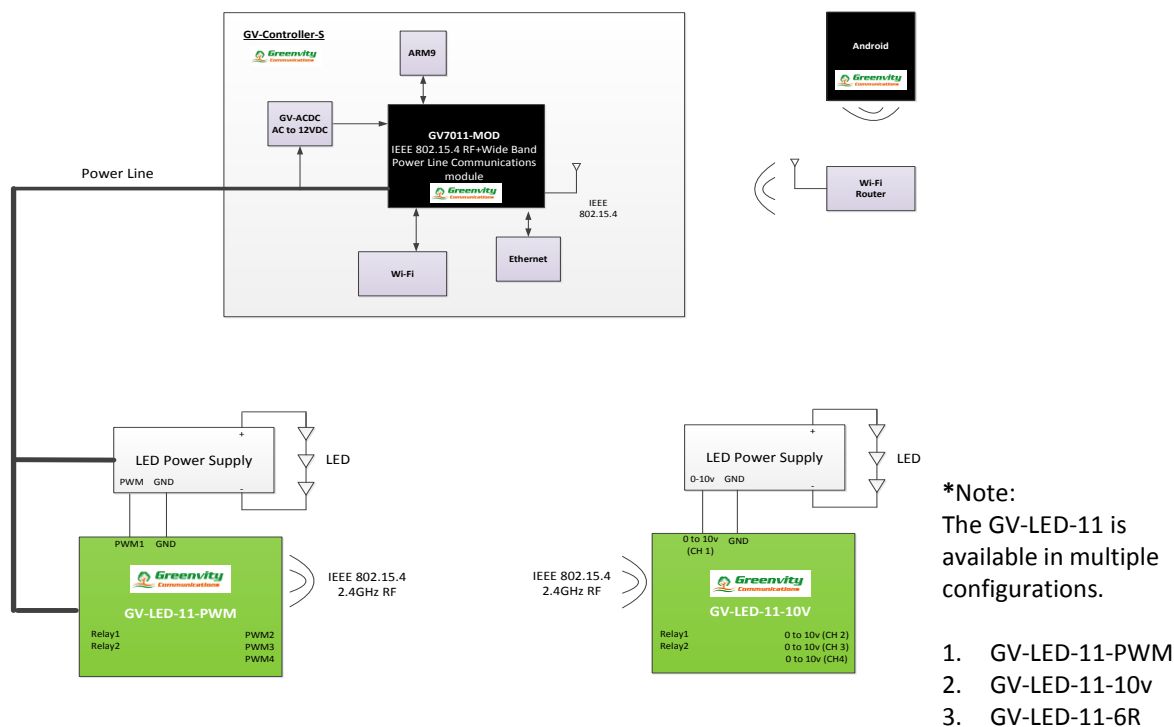 GV-Controller-S
Greenvity
Communications
ARM9
GV-ACDC
AC to 12VDC
GV7011-MOD
IEEE 802.15.4 RF+Wide Band
Power Line Communications
module
Greenvity
Communications
IEEE
802.15.4
Wi-Fi
Ethernet
Power Line
Android
Greenvity
Communications
Wi-Fi
Router
+
LED Power Supply
PWM GND
-
LED
PWM1 GND
Greenvity
Communications
GV-LED-11-PWM
Relay1
Relay2
PWM2
PWM3
PWM4
IEEE 802.15.4
2.4GHz RF
+
LED Power Supply
0-10v GND
-
LED
IEEE 802.15.4
2.4GHz RF
0 to 10v
(CH 1)
GND
Greenvity
Communications
GV-LED-11-10V
Relay1
Relay2
0 to 10v (CH 2)
0 to 10v (CH 3)
0 to 10v (CH4)
*Note:
The GV-LED-11 is
available in multiple
configurations.
1. GV-LED-11-PWM
2. GV-LED-11-10v
3. GV-LED-11-6R